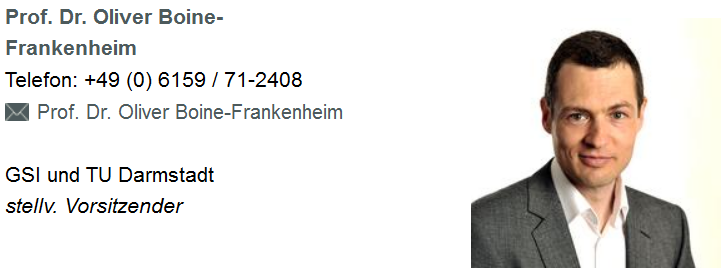 Prof. Dr. Oliver Boine-
Frankenheim
Telefon: +49 (0) 6159 / 71-2408
Prof. Dr. Oliver Boine-Frankenheim
GSI und TU Darmstadt
stellv. Vorsitzender